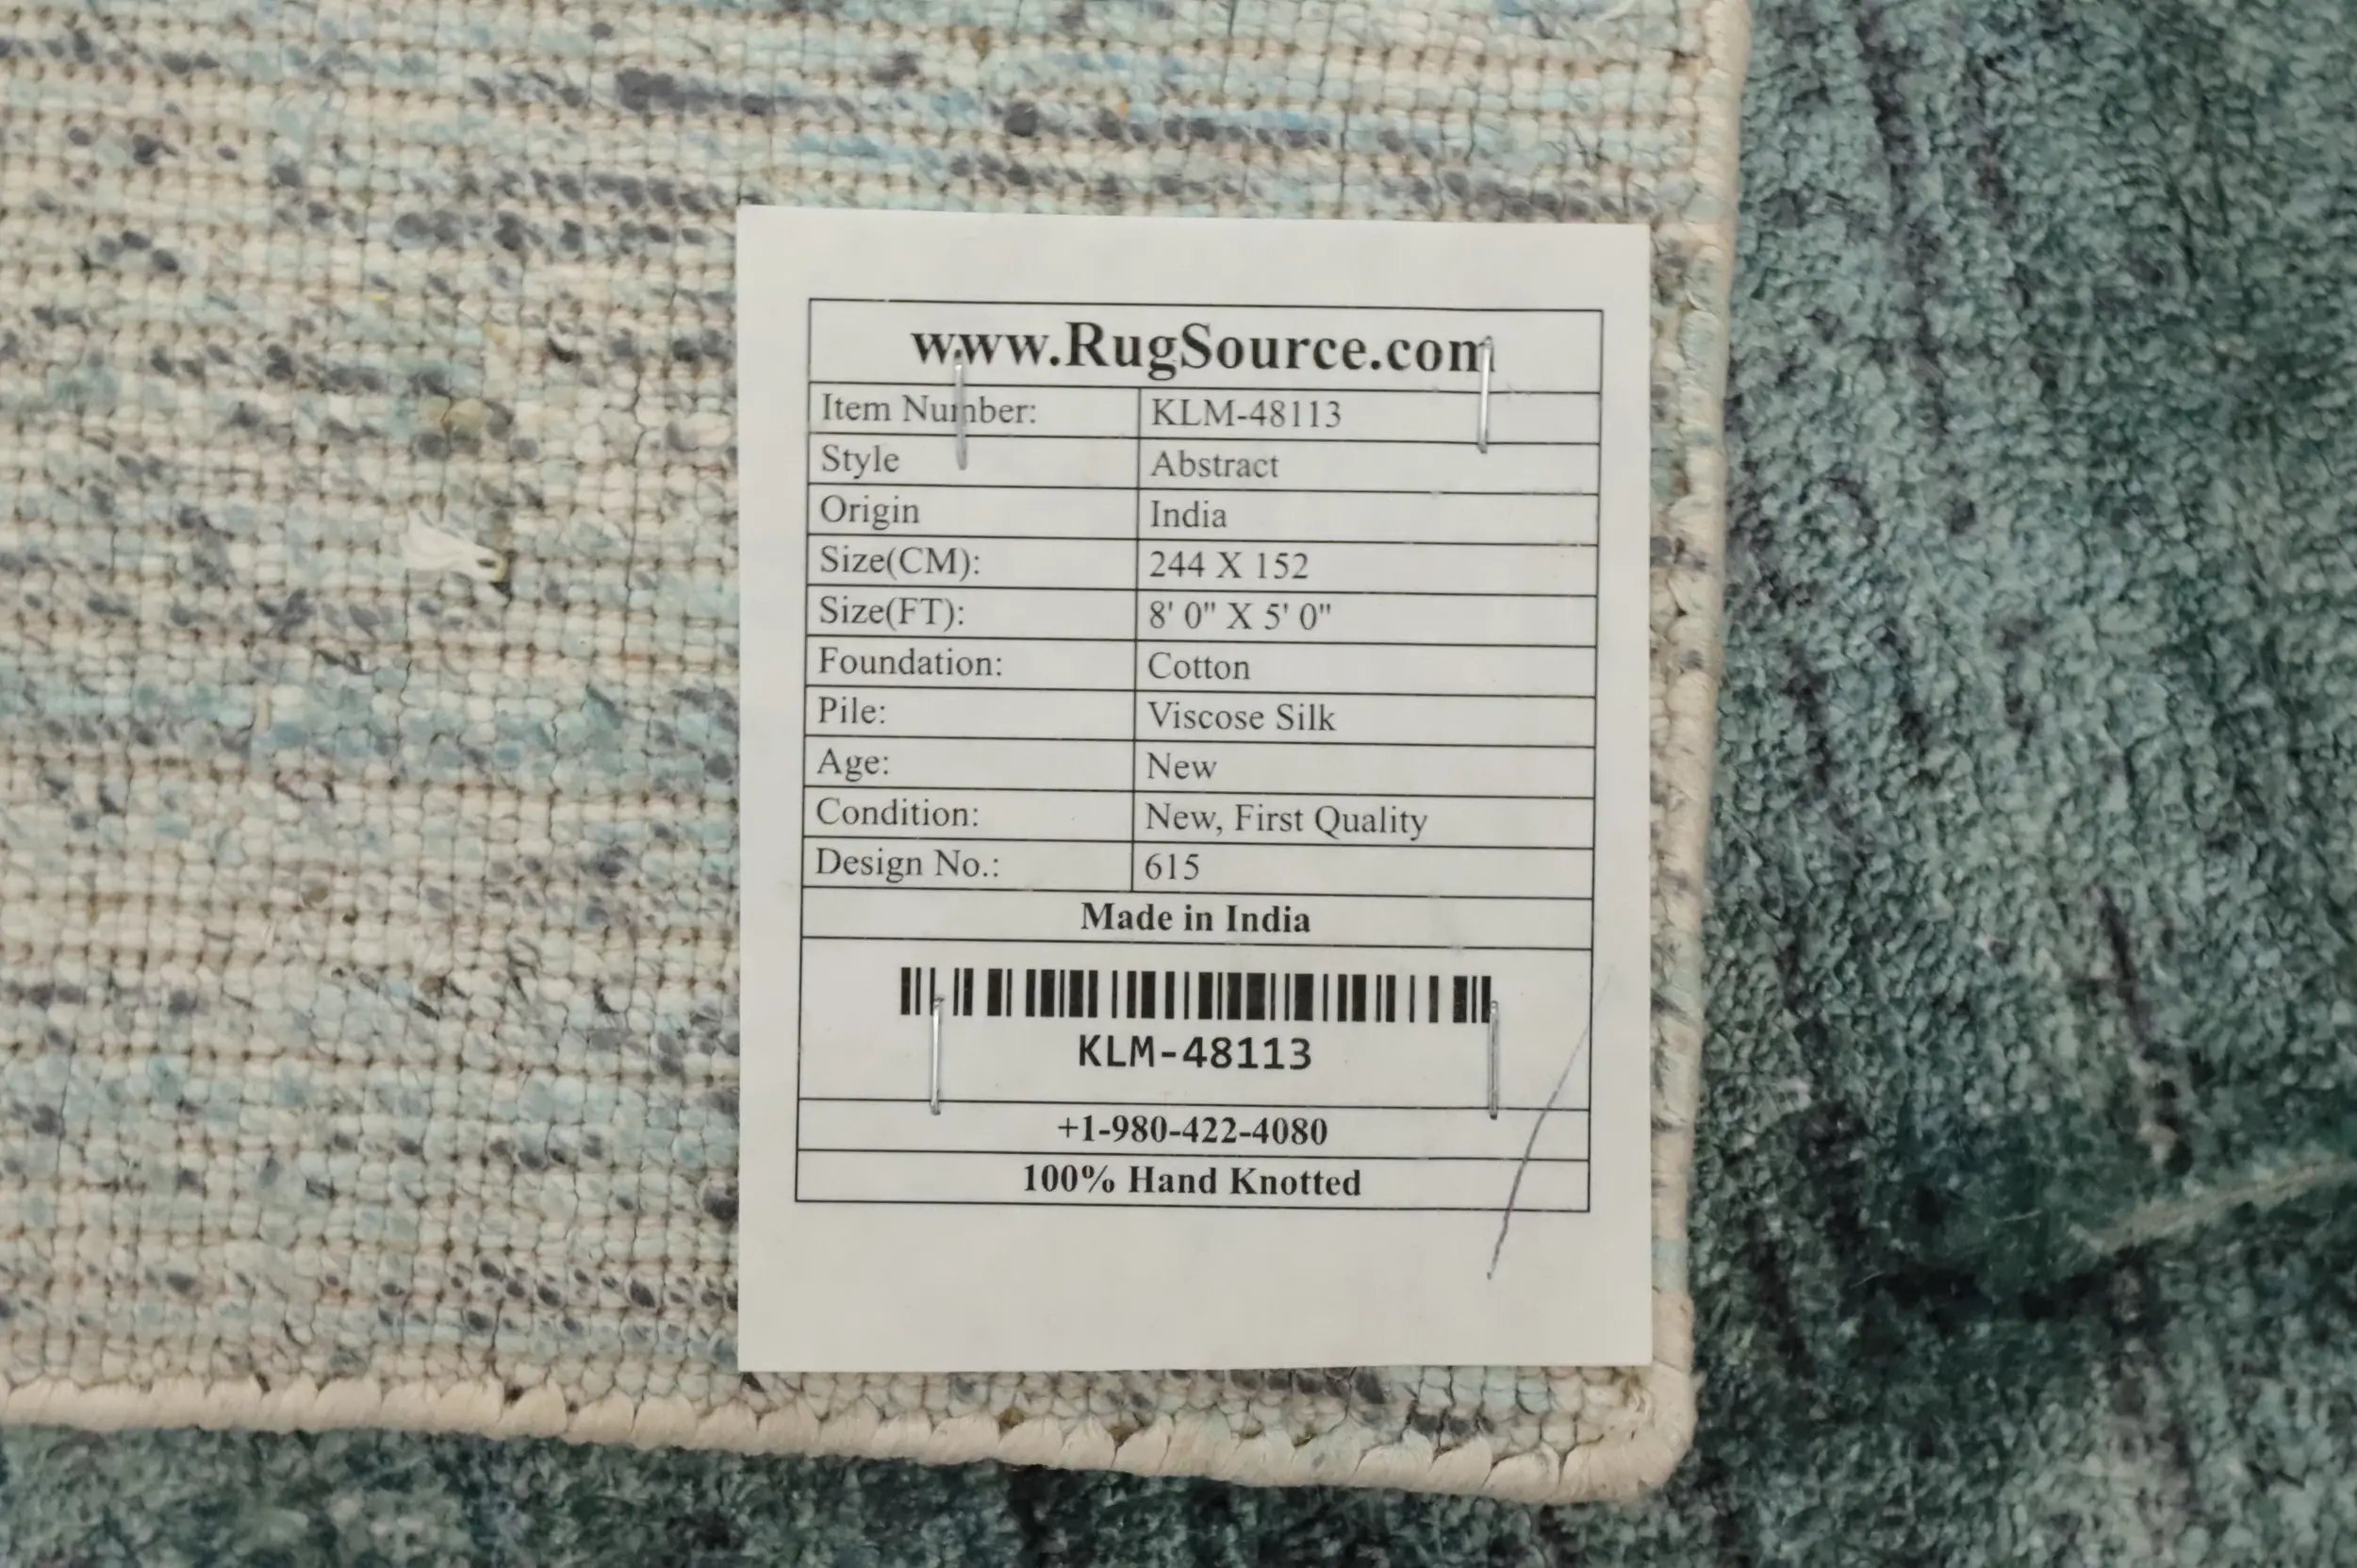 www.RugSource.com
Item Number: KLM-48113
Style Abstract
Origin India
Size(CM): 244 X 152
Size(FT): 8' 0" X 5' 0"
Foundation: Cotton
Pile: Viscose Silk
Age: New
Condition: New, First Quality
Design No.: 615
Made in India
KLM-48113
+1-980-422-4080
100% Hand Knotted